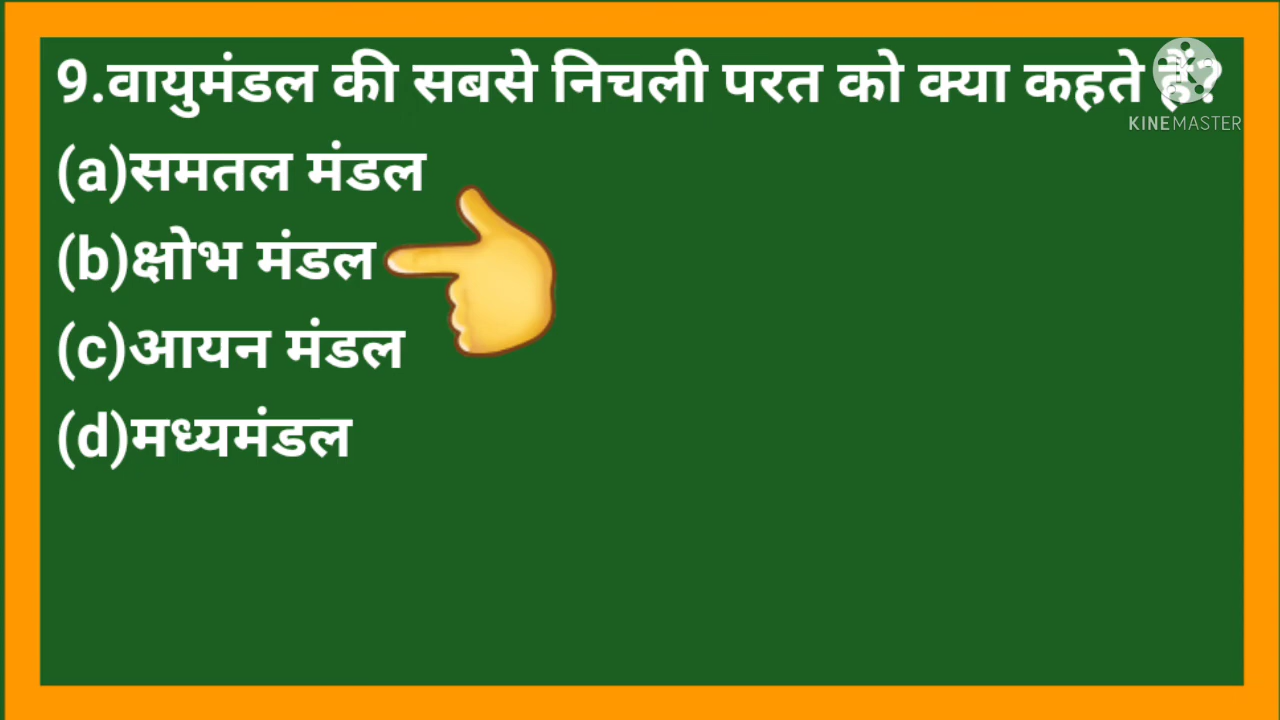 9.वायुमंडल की सबसे निचली परत को क्या कहते हैं?
KINEMASTER
(a)समतल मंडल
(b)क्षोभ मंडल
(c)आयन मंडल
(d)मध्यमंडल